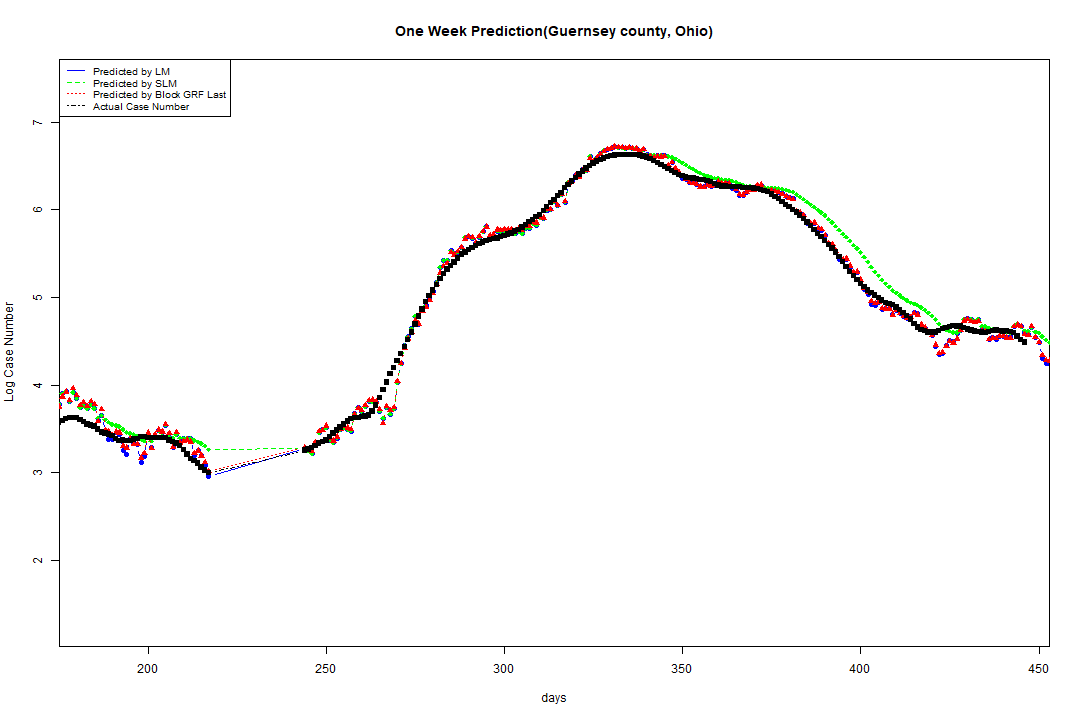 One Week Prediction(Guernsey county, Ohio)
Predicted by LM
Predicted by SLM
Predicted by Block GRF Last
Actual Case Number
7
6
5
4
3
2
Log Case Number
200 250 300 350 400 450
days